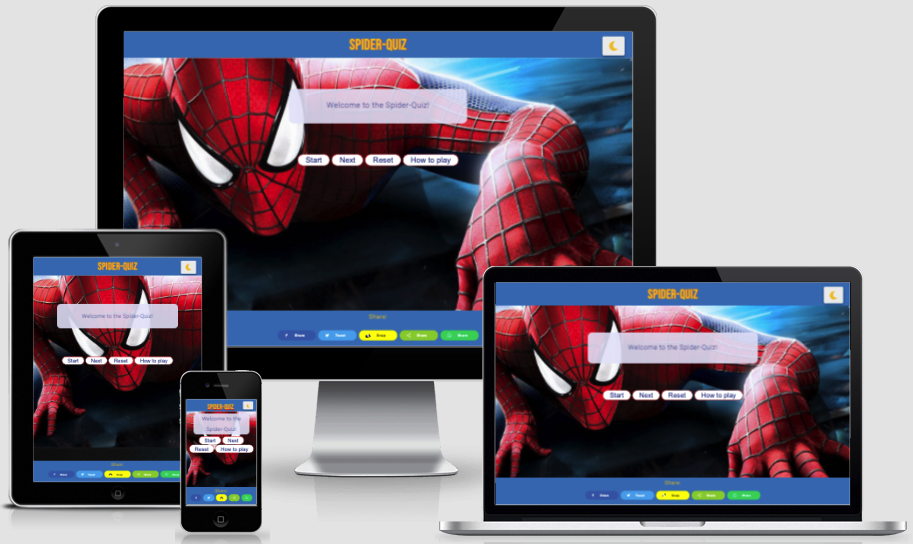 SPIDER-QUIZ
Welcome to the Spider-Quiz!
Start Next Reset How to play
Share
Share Tweet Snap Share Share
SPIDER-QUIZ
Welcome to the Spider-Quiz!
Start Next Reset How to play
Share
SPIDER-QUIZ
Welcome to the
Spider-Quiz!
Start Next
Reset How to play
SPIDER-QUIZ
Welcome to the Spider-Quiz!
Start Next Reset How to play
Share
Share Tweet Snap Share Share